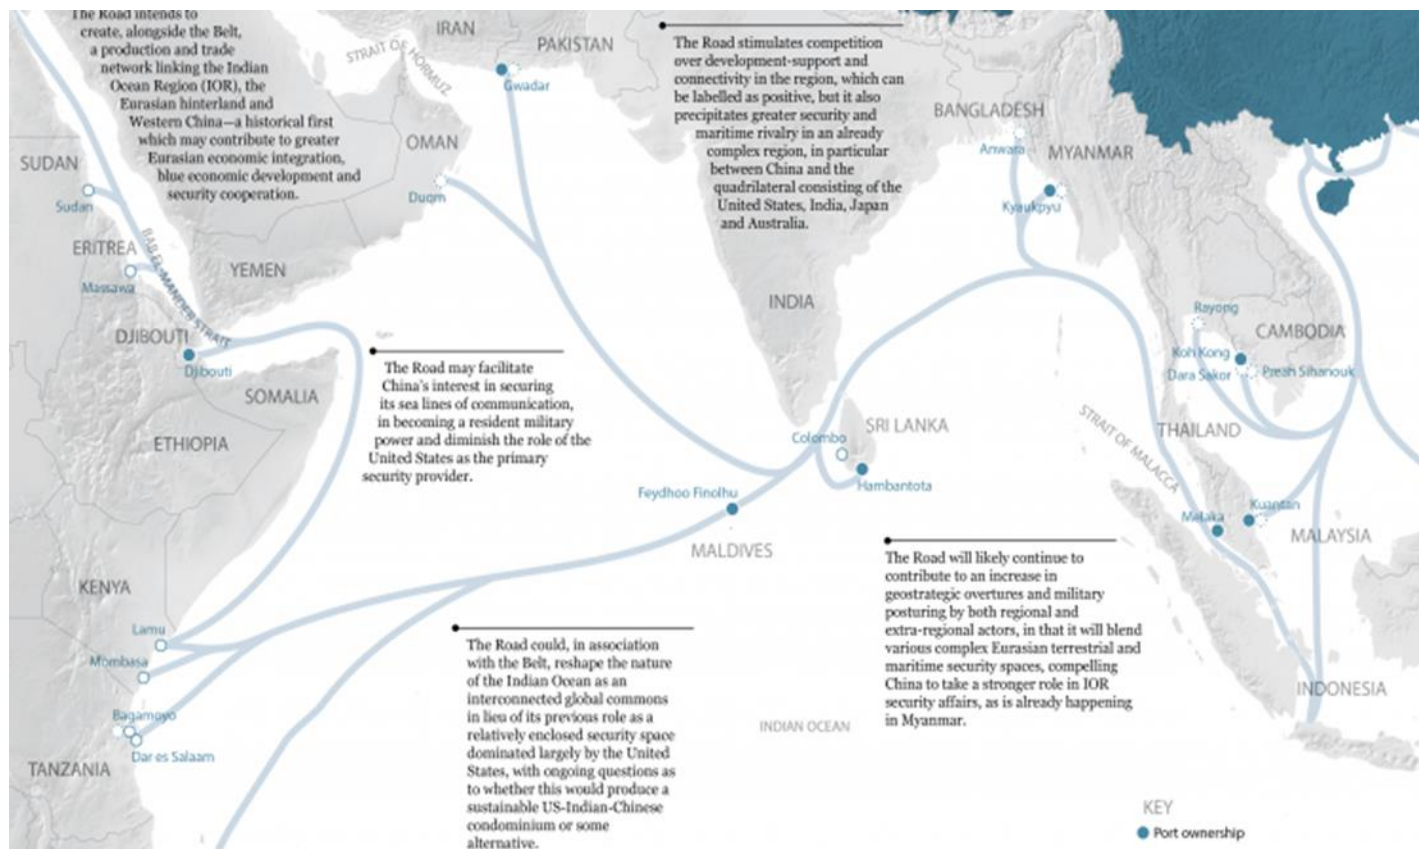 The Road intends to
create, alongside the Belt,
a production and trade
network linking the Indian
Ocean Region (IOR), the
Eurasian hinterland and
Western China—a historical first
which may contribute to greater
Eurasian economic integration,
blue economic development and
security cooperation.
IRAN
PAKISTAN
STRAIT OF HORMUZ
Gwadar
The Road stimulates competition
over development-support and
connectivity in the region, which can
be labelled as positive, but it also
precipitates greater security and
maritime rivalry in an already
complex region, in particular
between China and the
quadrilateral consisting of the
United States, India, Japan
and Australia.
BANGLADESH
Anwara
MYANMAR
Kyaukpyu
OMAN
Duqm
SUDAN
Sudan
ERITREA
Massawa
BAB EL-MANDER STRAIT
YEMEN
DJIBOUTI
Djibouti
SOMALIA
ETHIOPIA
INDIA
Rayong
CAMBODIA
Koh Kong
Dara Sakor
Preah Sihanouk
The Road may facilitate
China's interest in securing
its sea lines of communication,
in becoming a resident military
power and diminish the role of the
United States as the primary
security provider.
SRI LANKA
Colombo
Hambantota
THAILAND
STRAIT OF MALACCA
Feydhoo Finolhu
MALDIVES
Melaka
Kuantan
MALAYSIA
The Road will likely continue to
contribute to an increase in
geostrategic overtures and military
posturing by both regional and
extra-regional actors, in that it will blend
various complex Eurasian terrestrial and
maritime security spaces, compelling
China to take a stronger role in IOR
security affairs, as is already happening
in Myanmar.
KENYA
Lamu
Mombasa
Bagamoyo
Dar es Salaam
TANZANIA
The Road could, in association
with the Belt, reshape the nature
of the Indian Ocean as an
interconnected global commons
in lieu of its previous role as a
relatively enclosed security space
dominated largely by the United
States, with ongoing questions as
to whether this would produce a
sustainable US-Indian-Chinese
condominium or some
alternative.
INDIAN OCEAN
INDONESIA
KEY
Port ownership